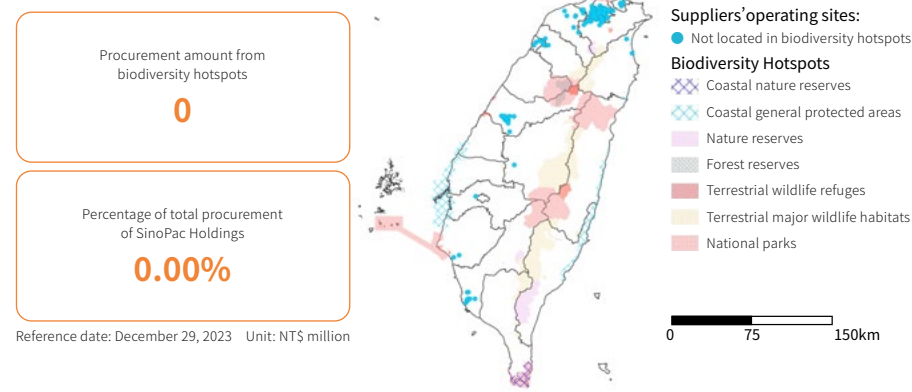 Procurement amount from
biodiversity hotspots
0
Percentage of total procurement
of SinoPac Holdings
0.00%
Reference date: December 29, 2023 Unit: NT$ million
Suppliers’operating sites:
Not located in biodiversity hotspots
Biodiversity Hotspots
Coastal nature reserves
Coastal general protected areas
Nature reserves
Forest reserves
Terrestrial wildlife refuges
Terrestrial major wildlife habitats
National parks
0 75 150km